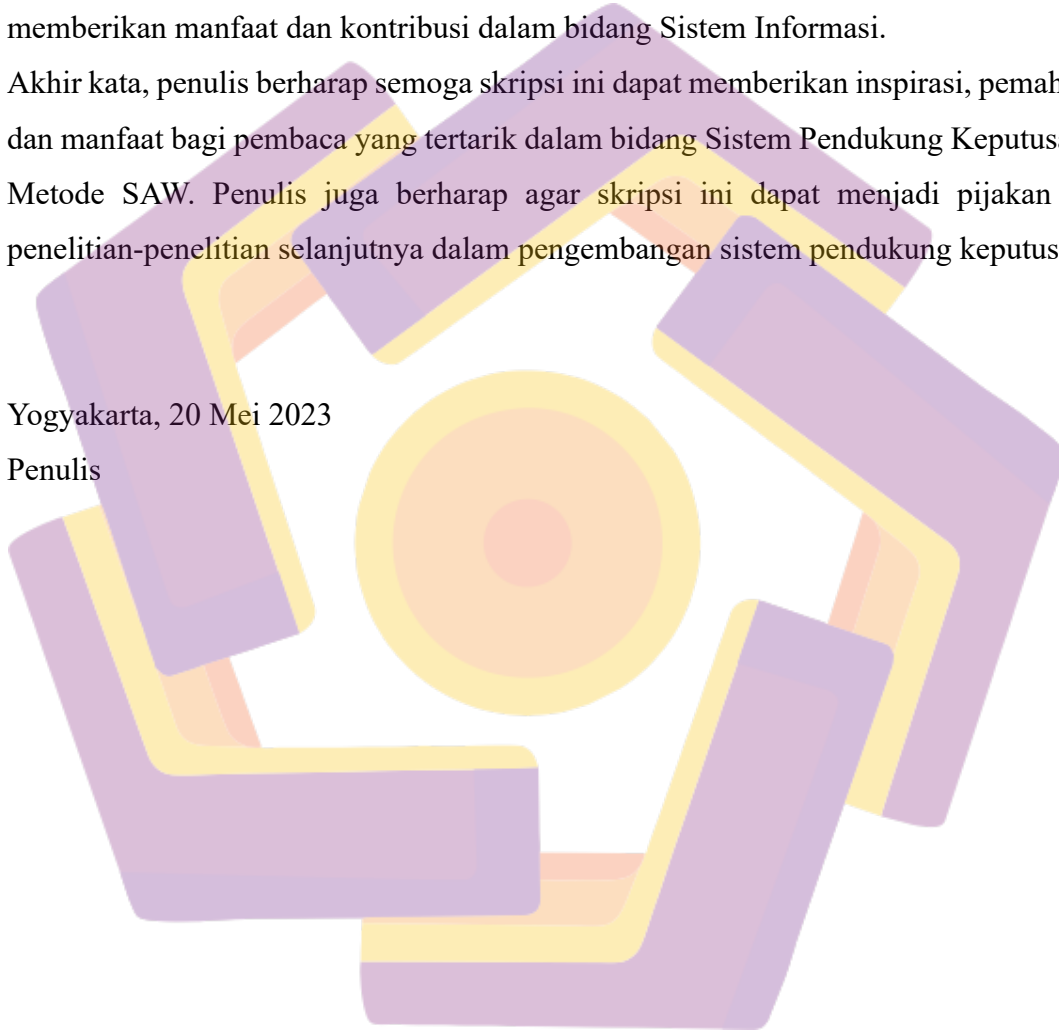 memberikan manfaat dan kontribusi dalam bidang Sistem Informasi.
Akhir kata, penulis berharap semoga skripsi ini dapat memberikan inspirasi, pemah
dan manfaat bagi pembaca yang tertarik dalam bidang Sistem Pendukung Keputusa
Metode SAW. Penulis juga berharap agar skripsi ini dapat menjadi pijakan
penelitian-penelitian selanjutnya dalam pengembangan sistem pendukung keputus
Yogyakarta, 20 Mei 2023
Penulis